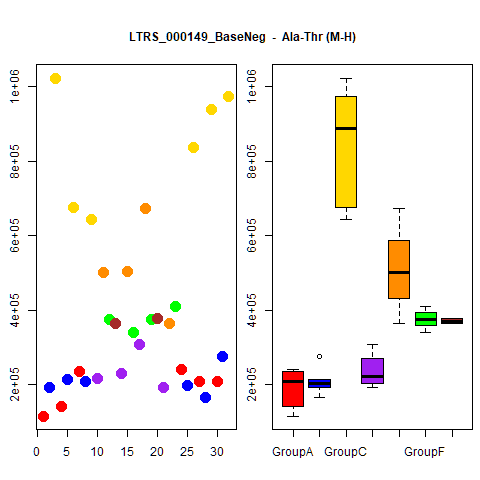 LTRS_000149_BaseNeg - Ala-Thr (M-H)
1e+06
8e+05
6e+05
4e+05
2e+05
0 5 10 15 20 25 30
1e+06
8e+05
6e+05
4e+05
2e+05
GroupA GroupC GroupF